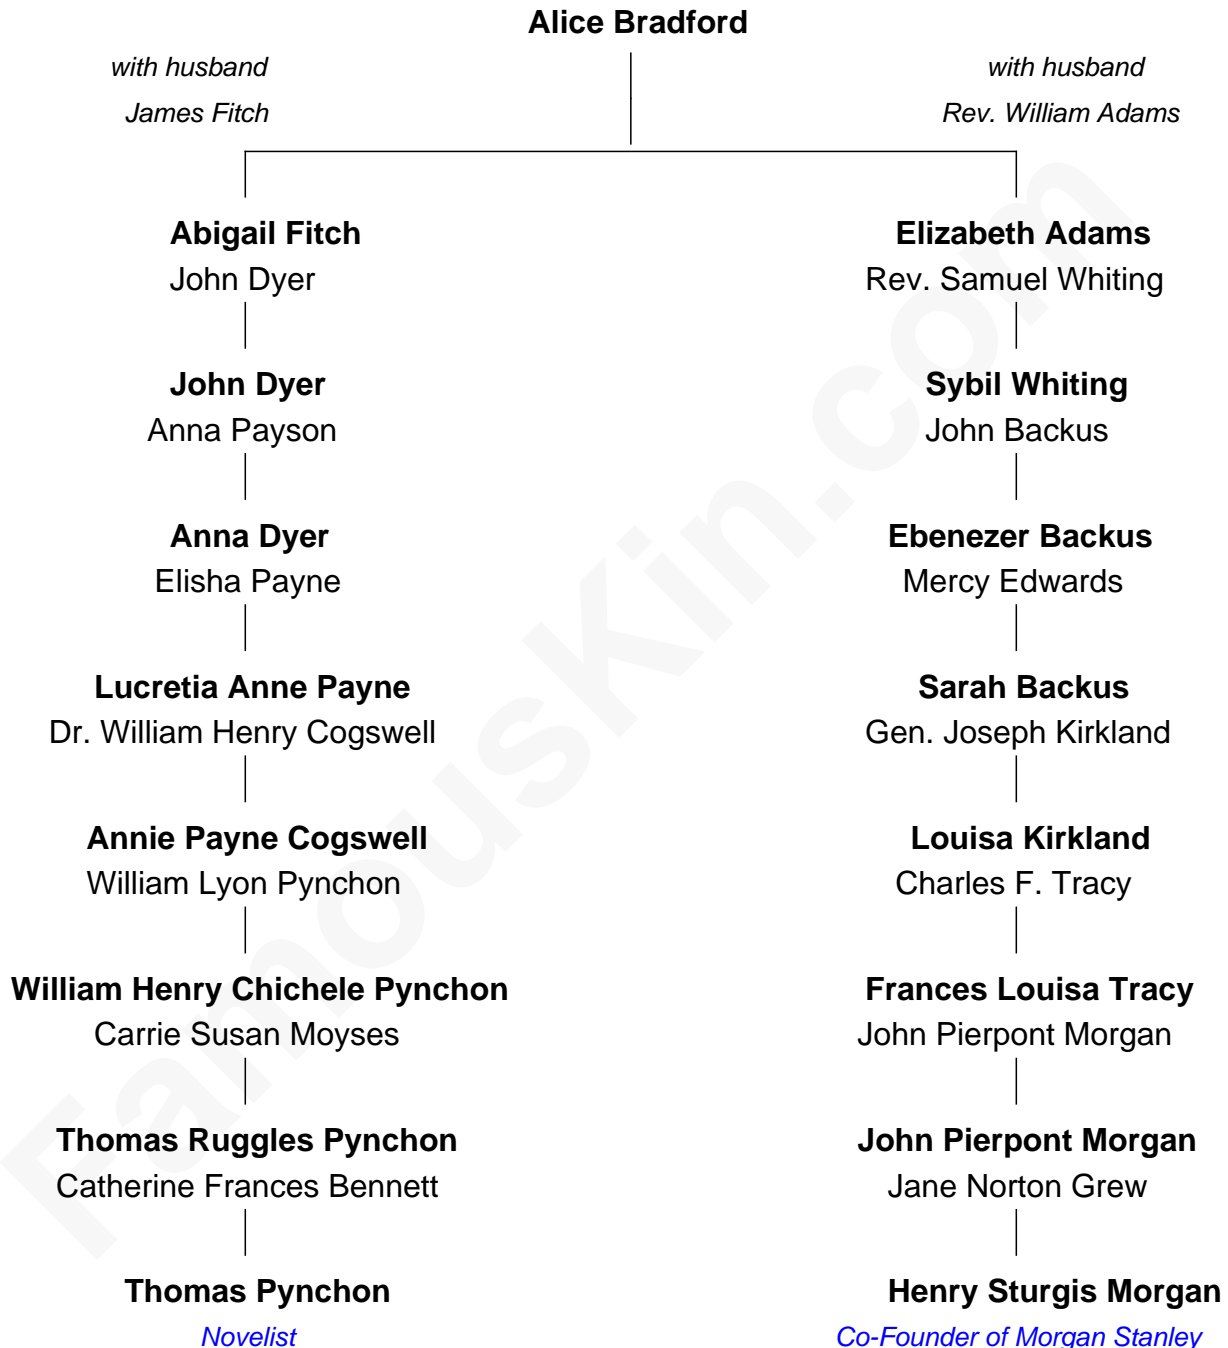 Alice Bradford
with husband
James Fitch
with husband
Rev. William Adams
Abigail Fitch
John Dyer
Elizabeth Adams
Rev. Samuel Whiting
John Dyer
Anna Payson
Sybil Whiting
John Backus
Anna Dyer
Elisha Payne
Ebenezer Backus
Mercy Edwards
Lucretia Anne Payne
Dr. William Henry Cogswell
Sarah Backus
Gen. Joseph Kirkland
Annie Payne Cogswell
William Lyon Pynchon
Louisa Kirkland
Charles F. Tracy
William Henry Chichele Pynchon
Carrie Susan Moyses
Frances Louisa Tracy
John Pierpont Morgan
Thomas Ruggles Pynchon
Catherine Frances Bennett
John Pierpont Morgan
Jane Norton Grew
Thomas Pynchon
Novelist
Henry Sturgis Morgan
Co-Founder of Morgan Stanley
FamousKin.com